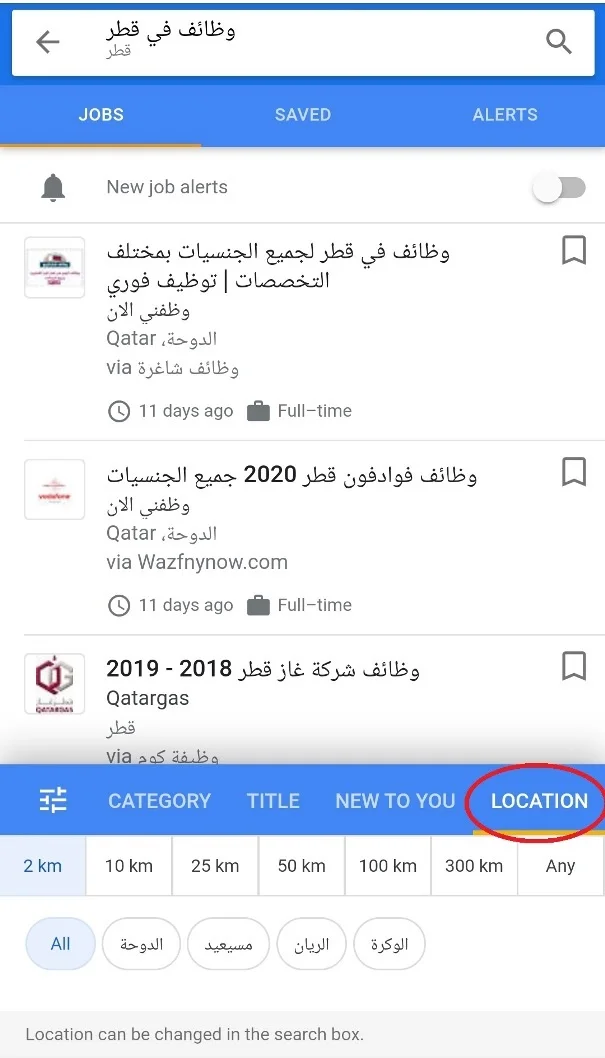 وظائف في قطر
قطر
JOBS
SAVED
ALERTS
New job alerts
وظائف في قطر لجميع الجنسيات بمختلف
التخصصات | توظيف فوري
وظفني الان
الدوحة، Qatar
via وظائف شاغرة
11 days ago
Full–time
وظائف فوادفون قطر 2020 جميع الجنسيات
وظفني الان
الدوحة، Qatar
via Wazfnynow.com
11 days ago
Full–time
vodafone
وظائف شركة غاز قطر 2018 - 2019
Qatargas
قطر
via وظيفة كوم
QATARGAS
CATEGORY
TITLE
NEW TO YOU
LOCATION
2 km
10 km
25 km
50 km
100 km
300 km
Any
All
الدوحة
مسيعيد
الريان
الوكرة
Location can be changed in the search box.